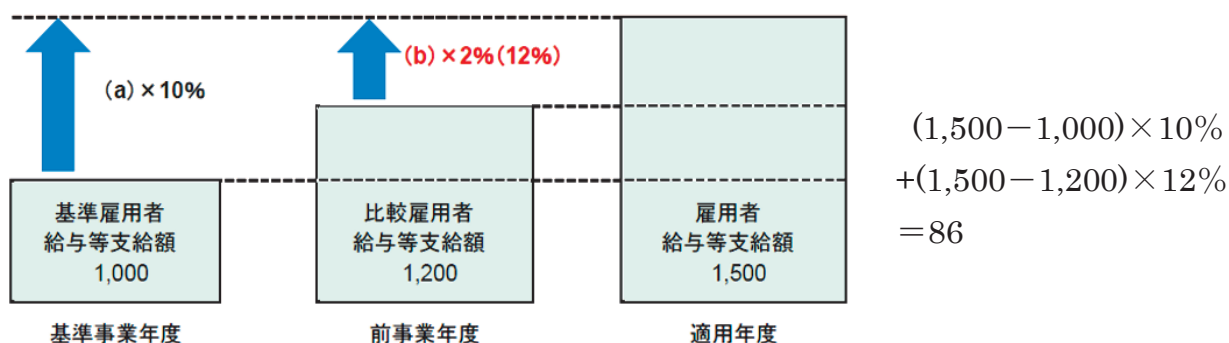 (a)×10%
(b)×2%(12%)
基準雇用者
給与等支給額
1,000
比較雇用者
給与等支給額
1,200
雇用者
給与等支給額
1,500
基準事業年度
前事業年度
適用年度
(1,500－1,000)×10%
+(1,500－1,200)×12%
＝86